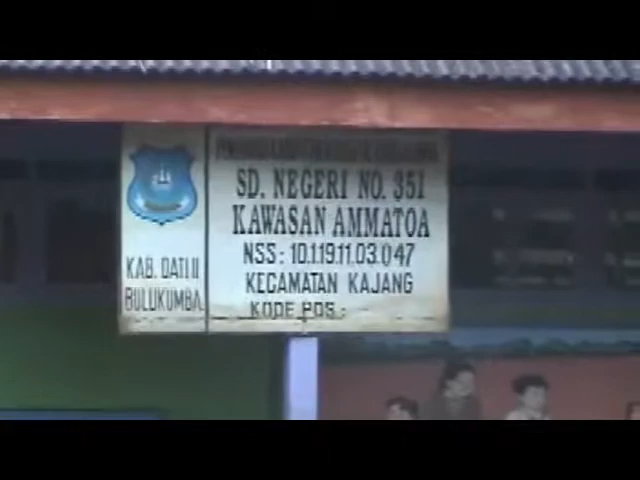 KAB. DATI II
BULUKUMBA
SD. NEGERI NO. 351
KAWASAN AMMATOA
NSS: 10.1.19.11.03.047
KECAMATAN KAJANG
KODE POS.: